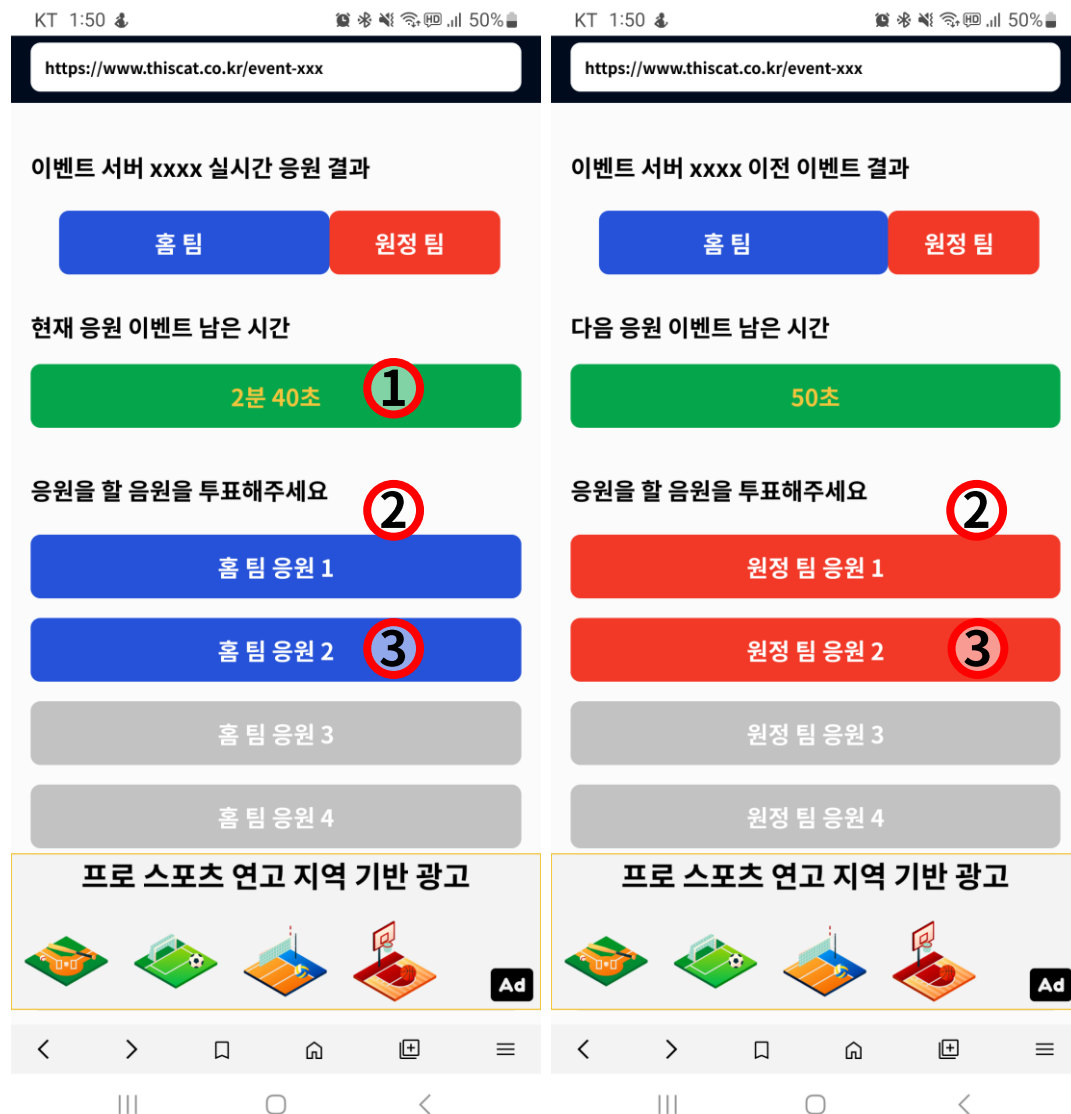 KT 1:50 HD 50%
https://www.thiscat.co.kr/event-xxx
이벤트 서버 xxxx 실시간 응원 결과
홈 팀 원정 팀
현재 응원 이벤트 남은 시간
2분 40초 1
응원을 할 음원을 투표해주세요 2
홈 팀 응원 1
홈 팀 응원 2 3
홈 팀 응원 3
홈 팀 응원 4
프로 스포츠 연고 지역 기반 광고
Ad
KT 1:50 HD 50%
https://www.thiscat.co.kr/event-xxx
이벤트 서버 xxxx 이전 이벤트 결과
홈 팀 원정 팀
다음 응원 이벤트 남은 시간
50초
응원을 할 음원을 투표해주세요 2
원정 팀 응원 1
원정 팀 응원 2 3
원정 팀 응원 3
원정 팀 응원 4
프로 스포츠 연고 지역 기반 광고
Ad